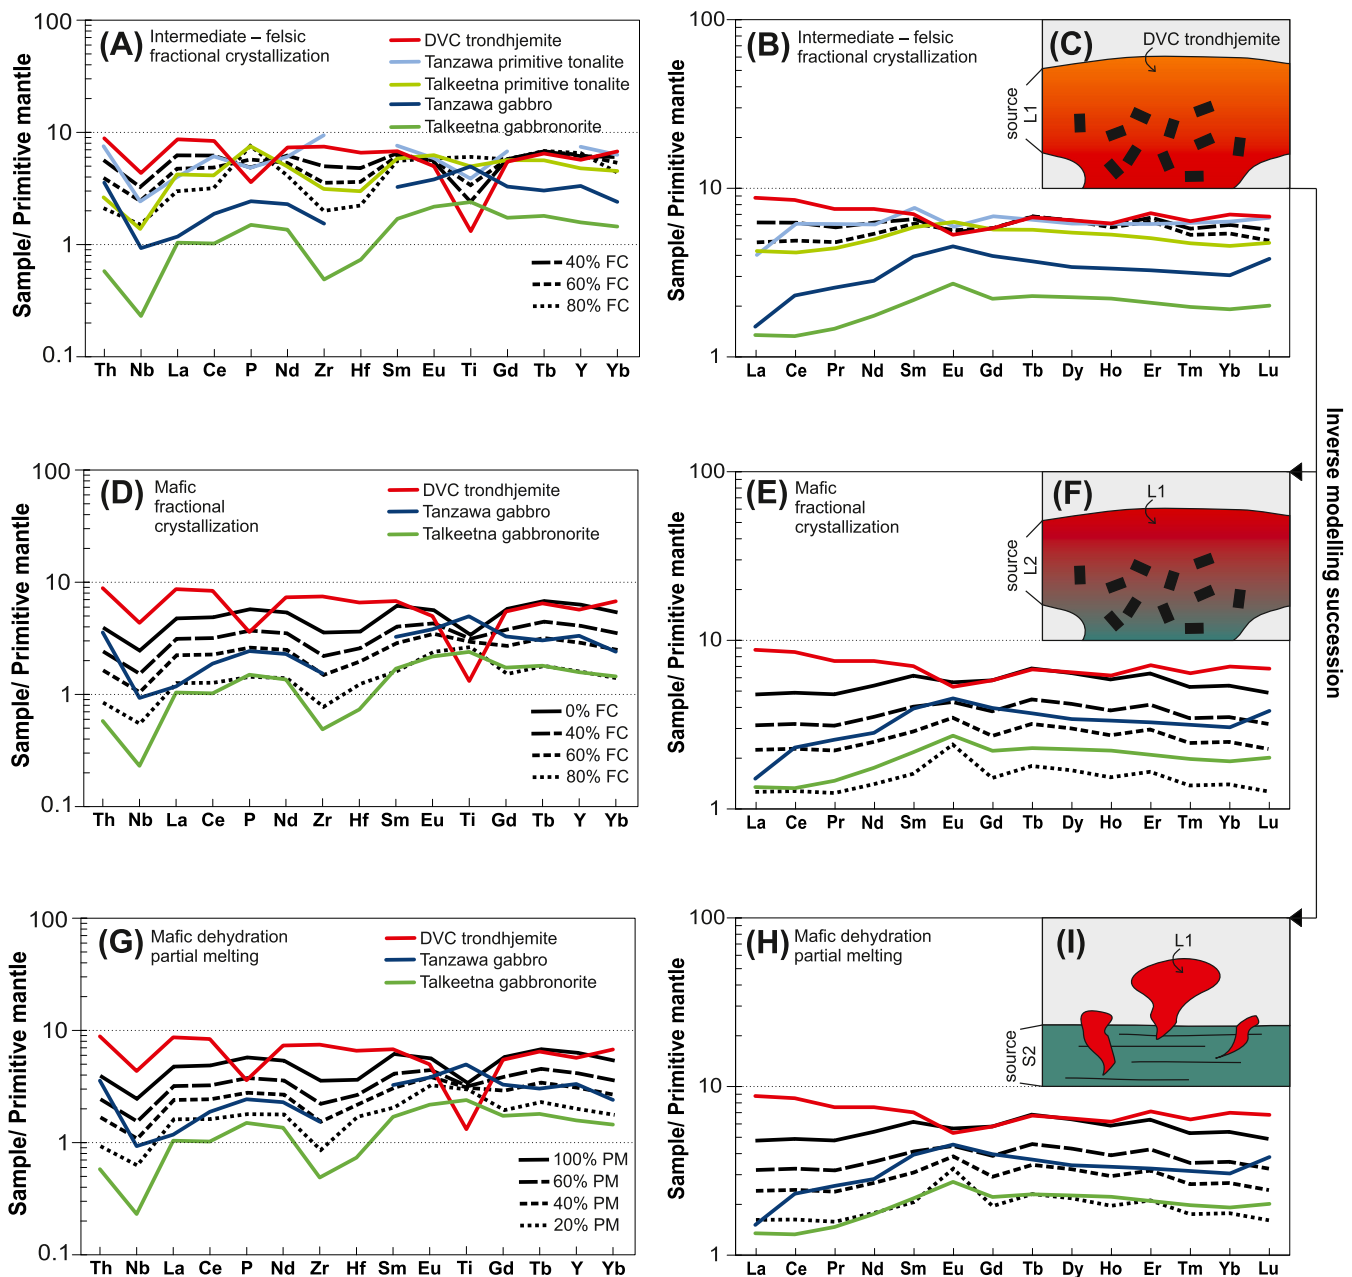 (A) Intermediate – felsic
fractional crystallization
DVC trondhjemite
Tanzawa primitive tonalite
Talkeetna primitive tonalite
Tanzawa gabbro
Talkeetna gabbronorite
40% FC
60% FC
80% FC
Sample/ Primitive mantle
100
10
1
0.1
Th Nb La Ce P Nd Zr Hf Sm Eu Ti Gd Tb Y Yb
(B) Intermediate – felsic
fractional crystallization
Sample/ Primitive mantle
100
10
1
La Ce Pr Nd Sm Eu Gd Tb Dy Ho Er Tm Yb Lu
(C)
DVC trondhjemite
source
L1
Inverse modelling succession
(D) Mafic
fractional
crystallization
DVC trondhjemite
Tanzawa gabbro
Talkeetna gabbronorite
0% FC
40% FC
60% FC
80% FC
Sample/ Primitive mantle
100
10
1
0.1
Th Nb La Ce P Nd Zr Hf Sm Eu Ti Gd Tb Y Yb
(E) Mafic
fractional
crystallization
Sample/ Primitive mantle
100
10
1
La Ce Pr Nd Sm Eu Gd Tb Dy Ho Er Tm Yb Lu
(F)
L1
source
L2
(G) Mafic dehydration
partial melting
DVC trondhjemite
Tanzawa gabbro
Talkeetna gabbronorite
100% PM
60% PM
40% PM
20% PM
Sample/ Primitive mantle
100
10
1
0.1
Th Nb La Ce P Nd Zr Hf Sm Eu Ti Gd Tb Y Yb
(H) Mafic dehydration
partial melting
Sample/ Primitive mantle
100
10
1
La Ce Pr Nd Sm Eu Gd Tb Dy Ho Er Tm Yb Lu
(I)
L1
source
S2